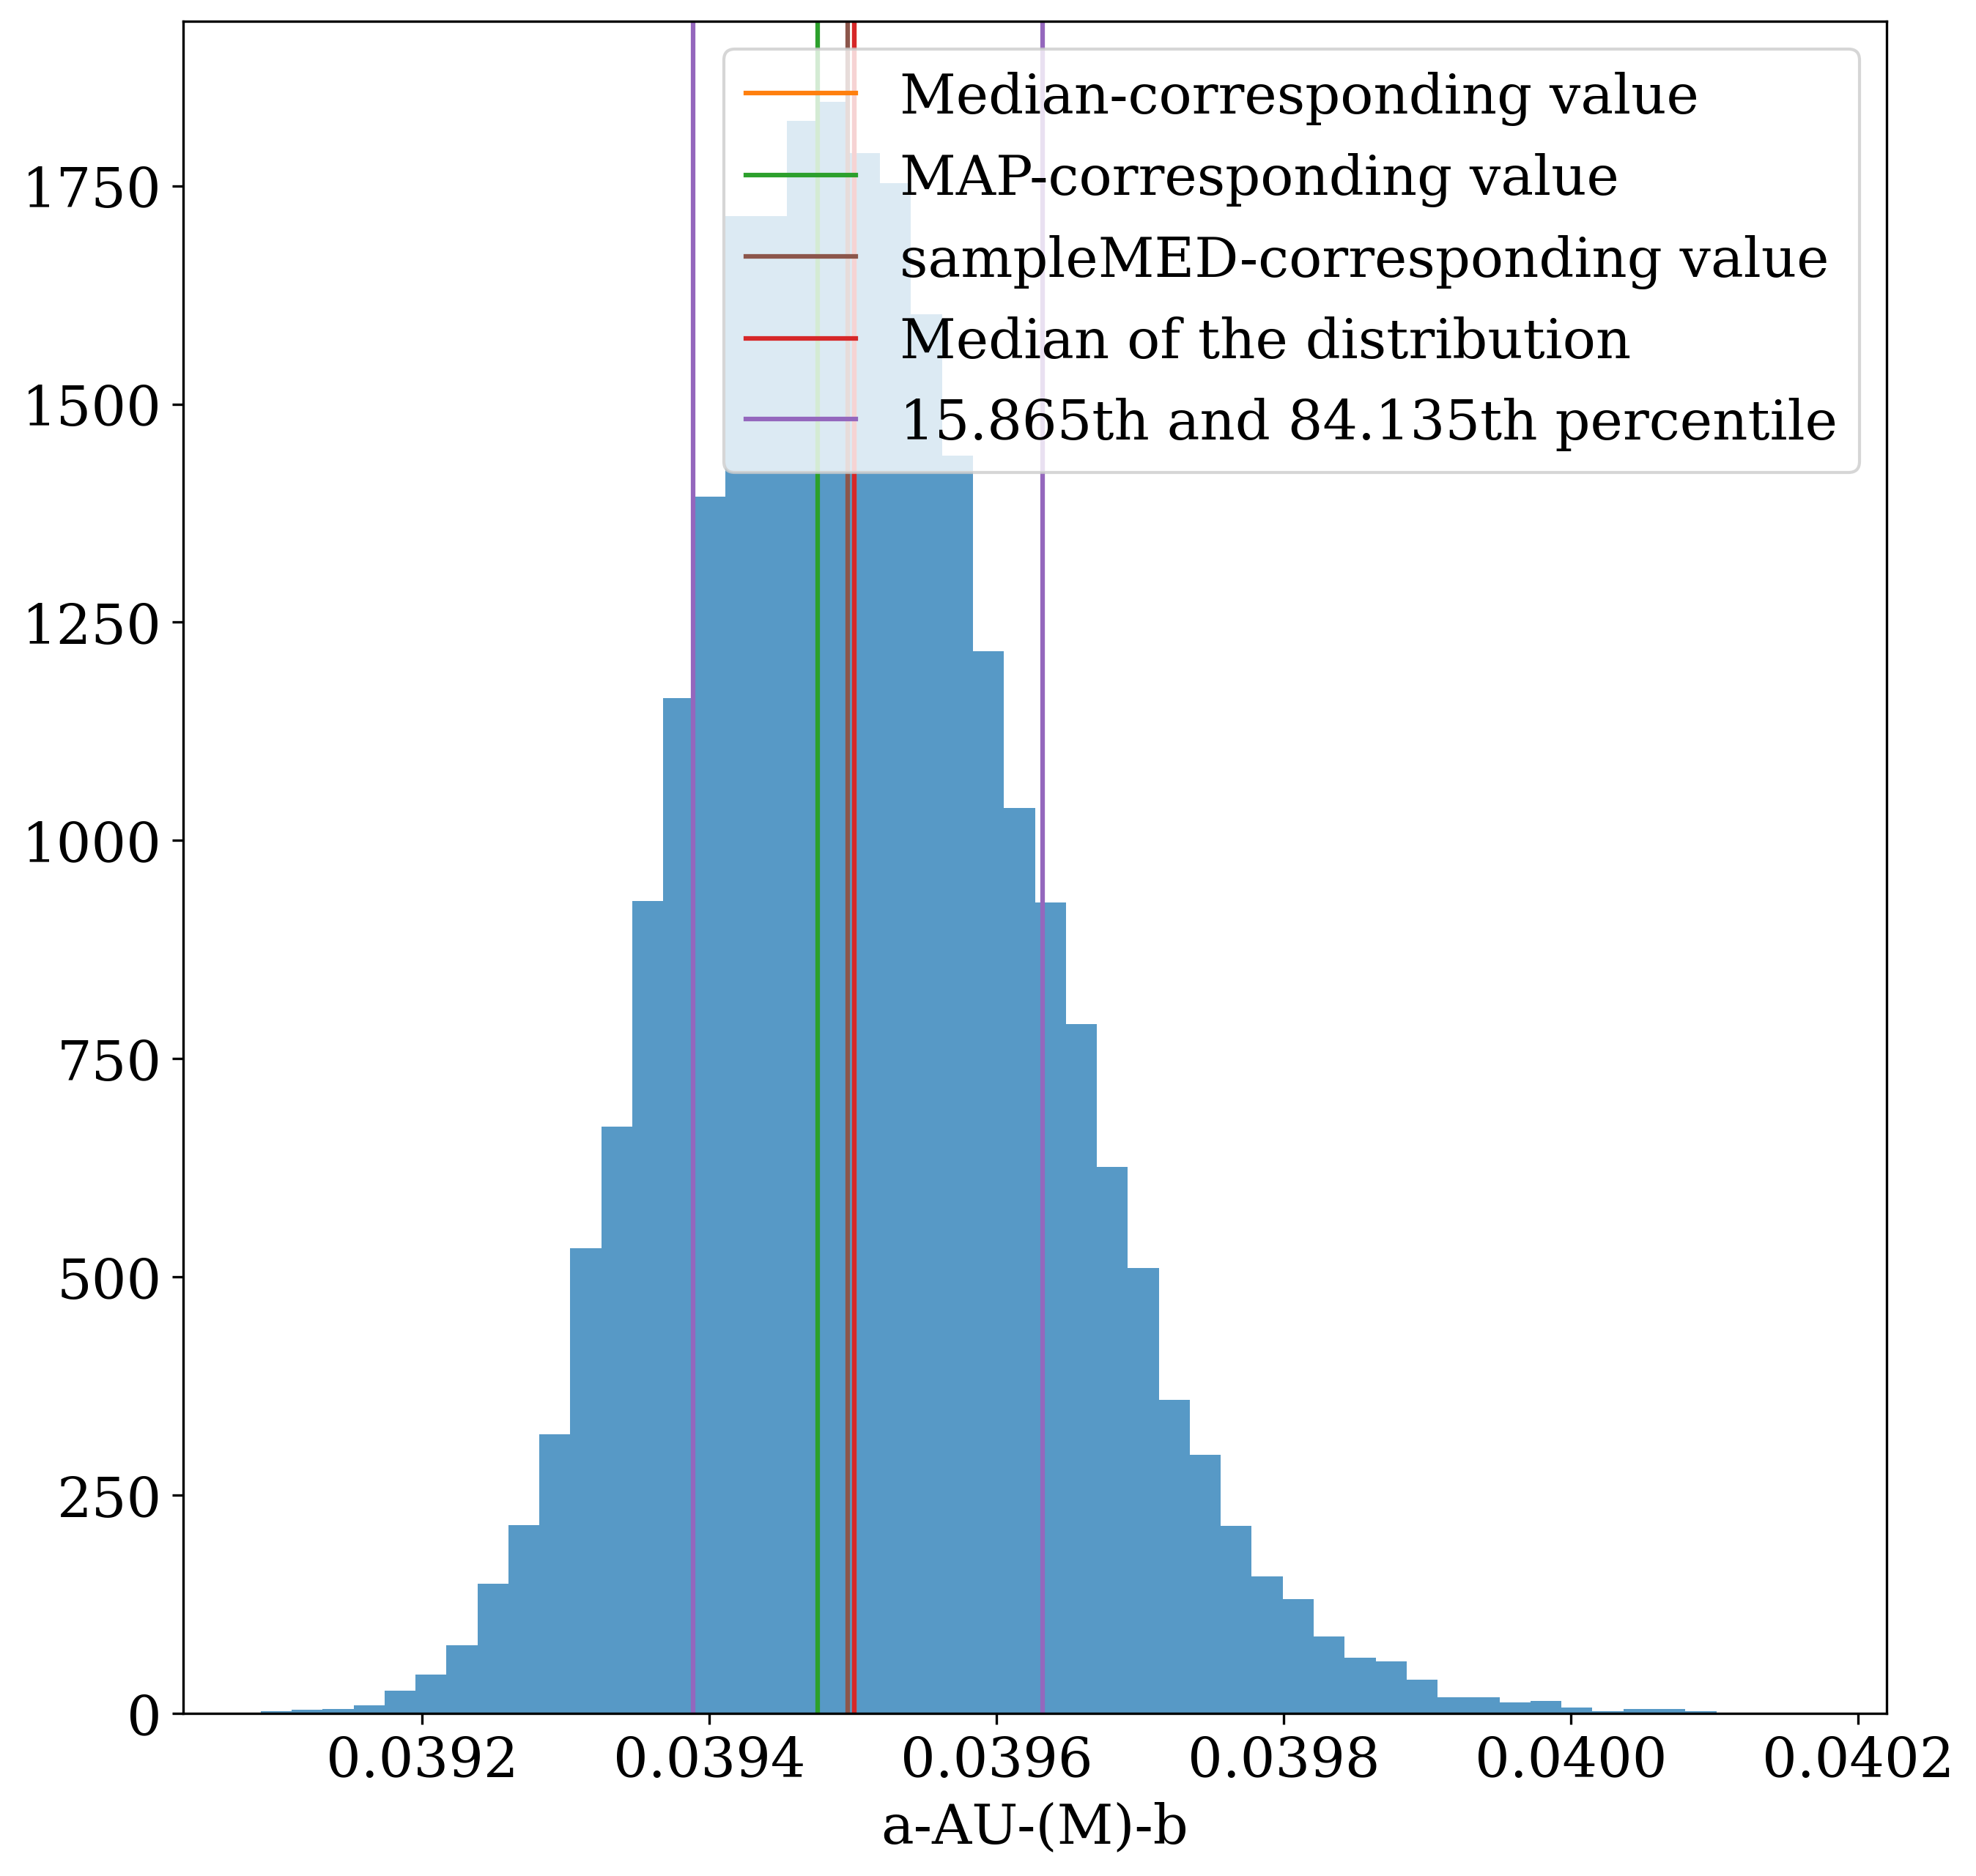 Median-corresponding value
MAP-corresponding value
sampleMED-corresponding value
Median of the distribution
15.865th and 84.135th percentile
1750
1500
1250
1000
750
500
250
0
0.0392 0.0394 0.0396 0.0398 0.0400 0.0402
a-AU-(M)-b